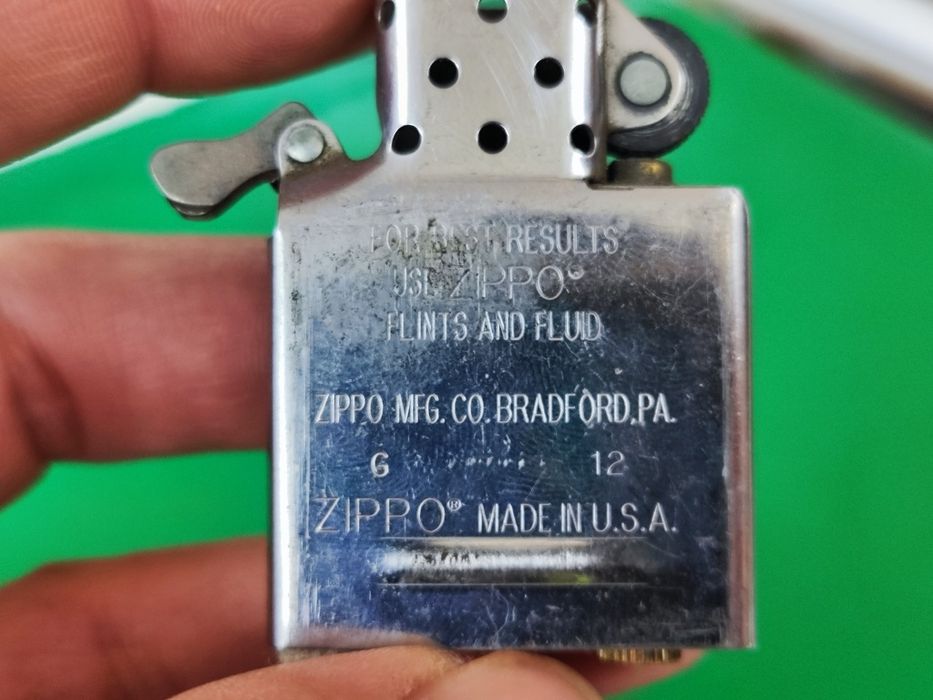 FOR BEST RESULTS
USE ZIPPO®
FLINTS AND FLUID
ZIPPO MFG. CO. BRADFORD, PA.
G 12
ZIPPO® MADE IN U.S.A.